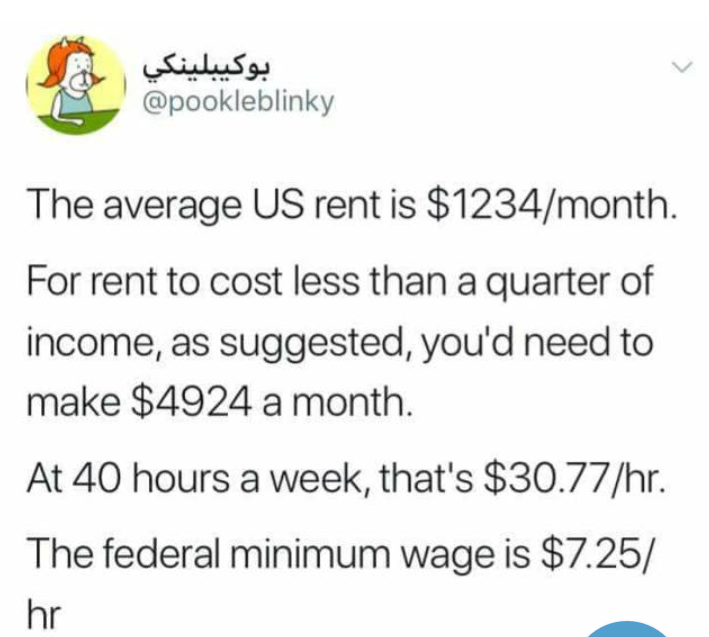 بوكيبلينكي
@pookleblinky
The average US rent is $1234/month.
For rent to cost less than a quarter of
income, as suggested, you'd need to
make $4924 a month.
At 40 hours a week, that's $30.77/hr.
The federal minimum wage is $7.25/
hr